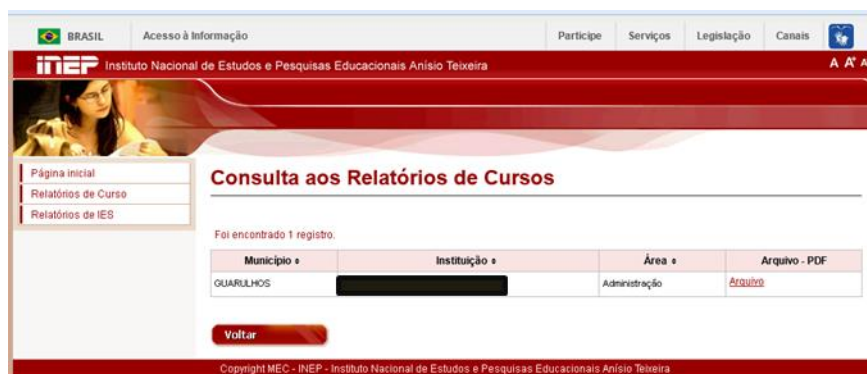 BRASIL Acesso à Informação Participe Serviços Legislação Canais
inep Instituto Nacional de Estudos e Pesquisas Educacionais Anísio Teixeira A A+ A
Página inicial
Relatórios de Curso
Relatórios de IES
Consulta aos Relatórios de Cursos
Foi encontrado 1 registro.
Município Instituição Área Arquivo - PDF
GUARULHOS Administração Arquivo
Voltar
Copyright MEC - INEP - Instituto Nacional de Estudos e Pesquisas Educacionais Anísio Teixeira